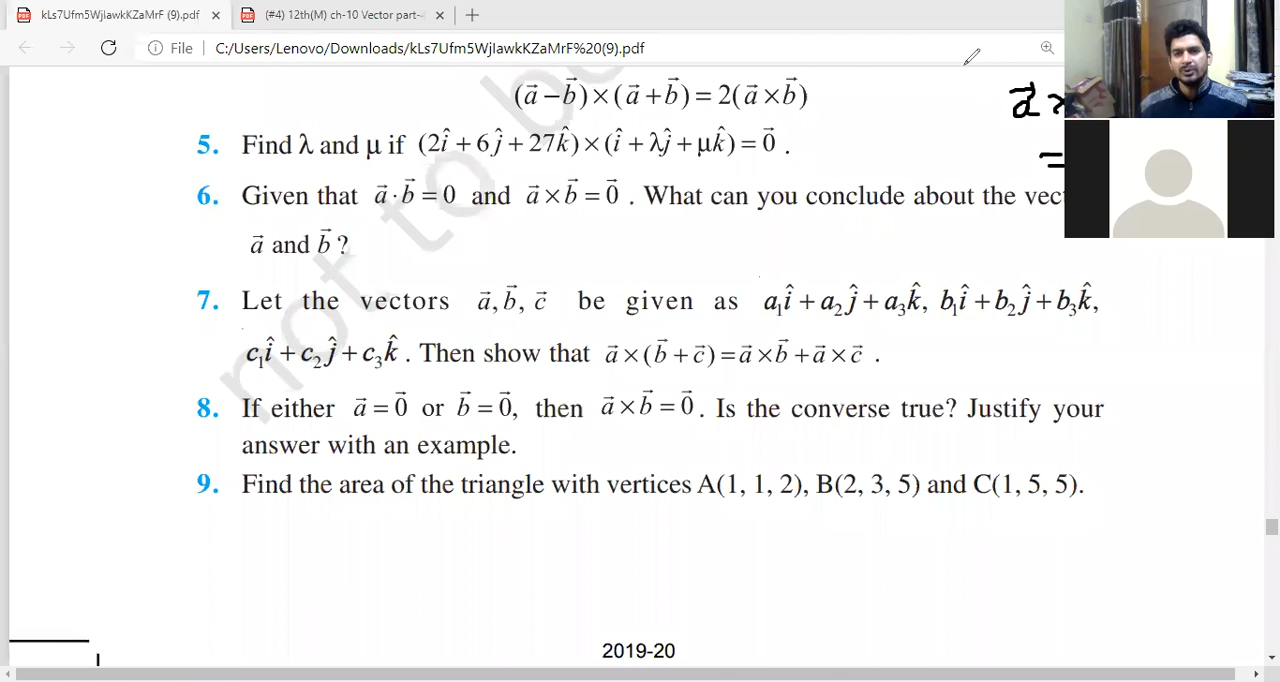 kLs7Ufm5WjlawkKZaMrF (9).pdf
(#4) 12th(M) ch-10 Vector part-
File
C:/Users/Lenovo/Downloads/kLs7Ufm5WjIawkKZaMrF%20(9).pdf
(a⃗ − b⃗) × (a⃗ + b⃗) = 2(a⃗ × b⃗)
a⃗ ×
=
5. Find λ and μ if (2î + 6ĵ + 27k̂) × (î + λĵ + μk̂) = 0⃗ .
6. Given that a⃗ · b⃗ = 0 and a⃗ × b⃗ = 0⃗ . What can you conclude about the
a⃗ and b⃗ ?
7. Let the vectors a⃗, b⃗, c⃗ be given as a₁î + a₂ĵ + a₃k̂, b₁î + b₂ĵ + b₃k̂,
c₁î + c₂ĵ + c₃k̂ . Then show that a⃗ × (b⃗ + c⃗) = a⃗ × b⃗ + a⃗ × c⃗ .
8. If either a⃗ = 0⃗ or b⃗ = 0⃗, then a⃗ × b⃗ = 0⃗ . Is the converse true? Justify your
answer with an example.
9. Find the area of the triangle with vertices A(1, 1, 2), B(2, 3, 5) and C(1, 5, 5).
not to b
2019-20